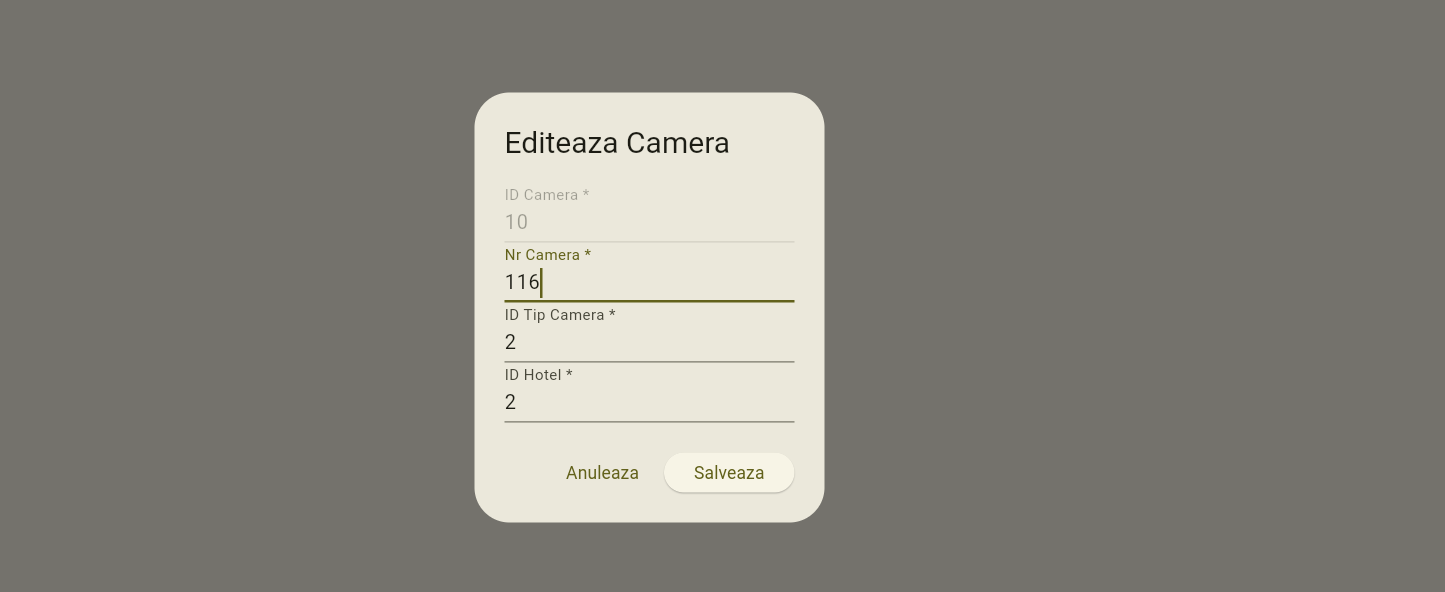 Editeaza Camera
ID Camera *
10
Nr Camera *
116
ID Tip Camera *
2
ID Hotel *
2
Anuleaza Salveaza